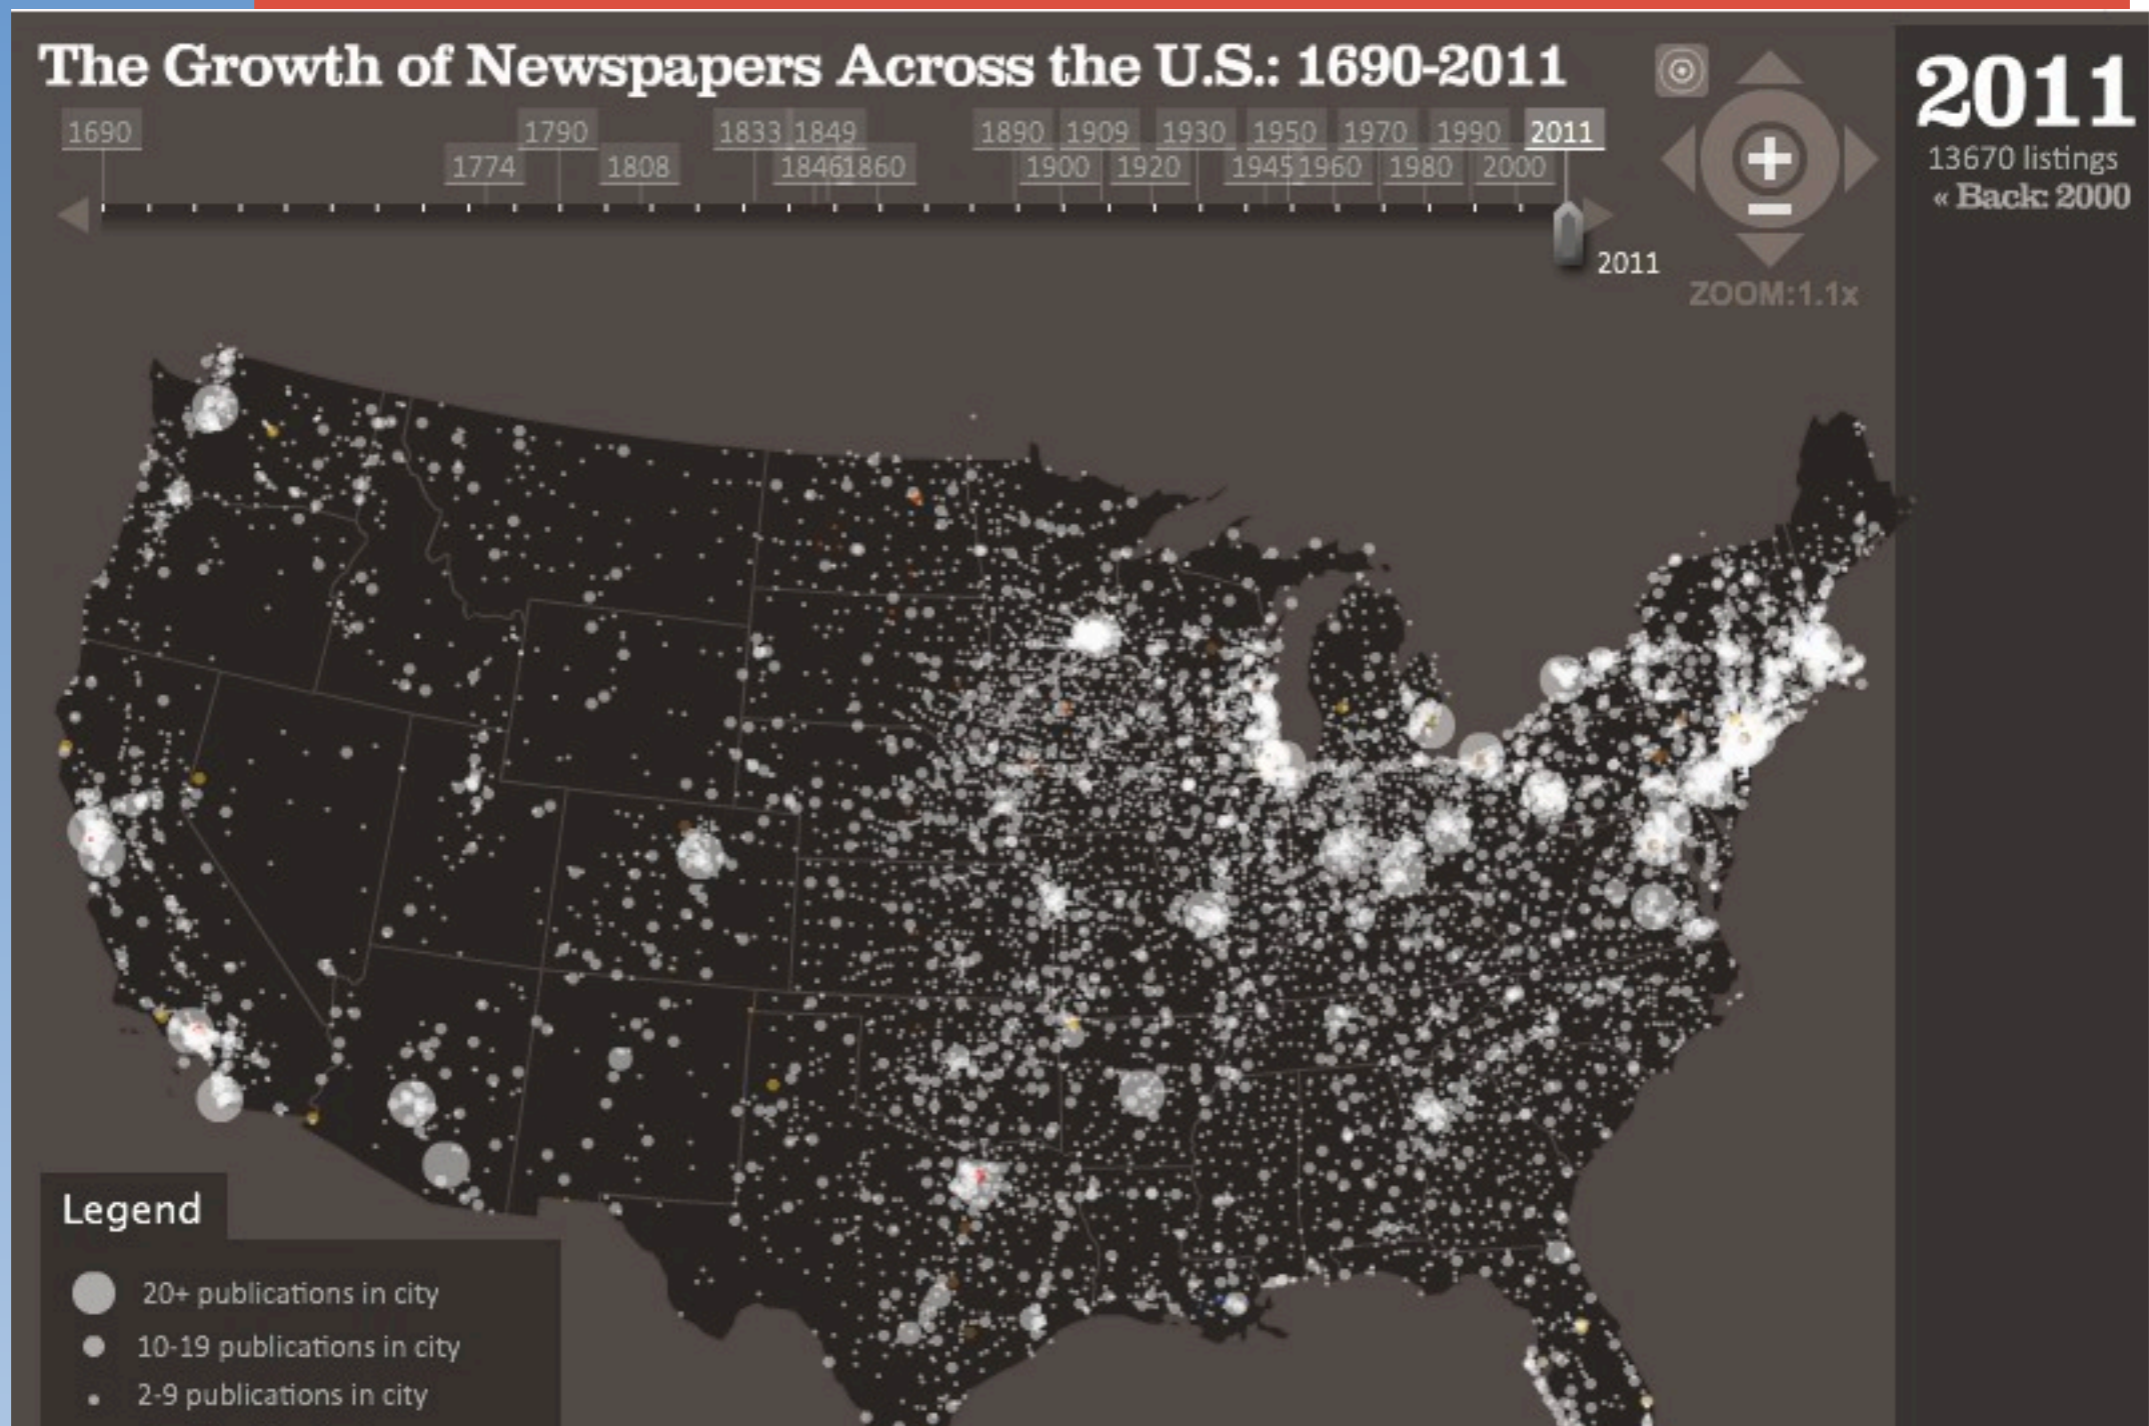 The Growth of Newspapers Across the U.S.: 1690-2011
1690 1790 1833 1849 1890 1909 1930 1950 1970 1990 2011
1774 1808 1846 1860 1900 1920 1945 1960 1980 2000
2011
ZOOM:1.1x
2011
13670 listings
« Back: 2000
Legend
20+ publications in city
10-19 publications in city
2-9 publications in city